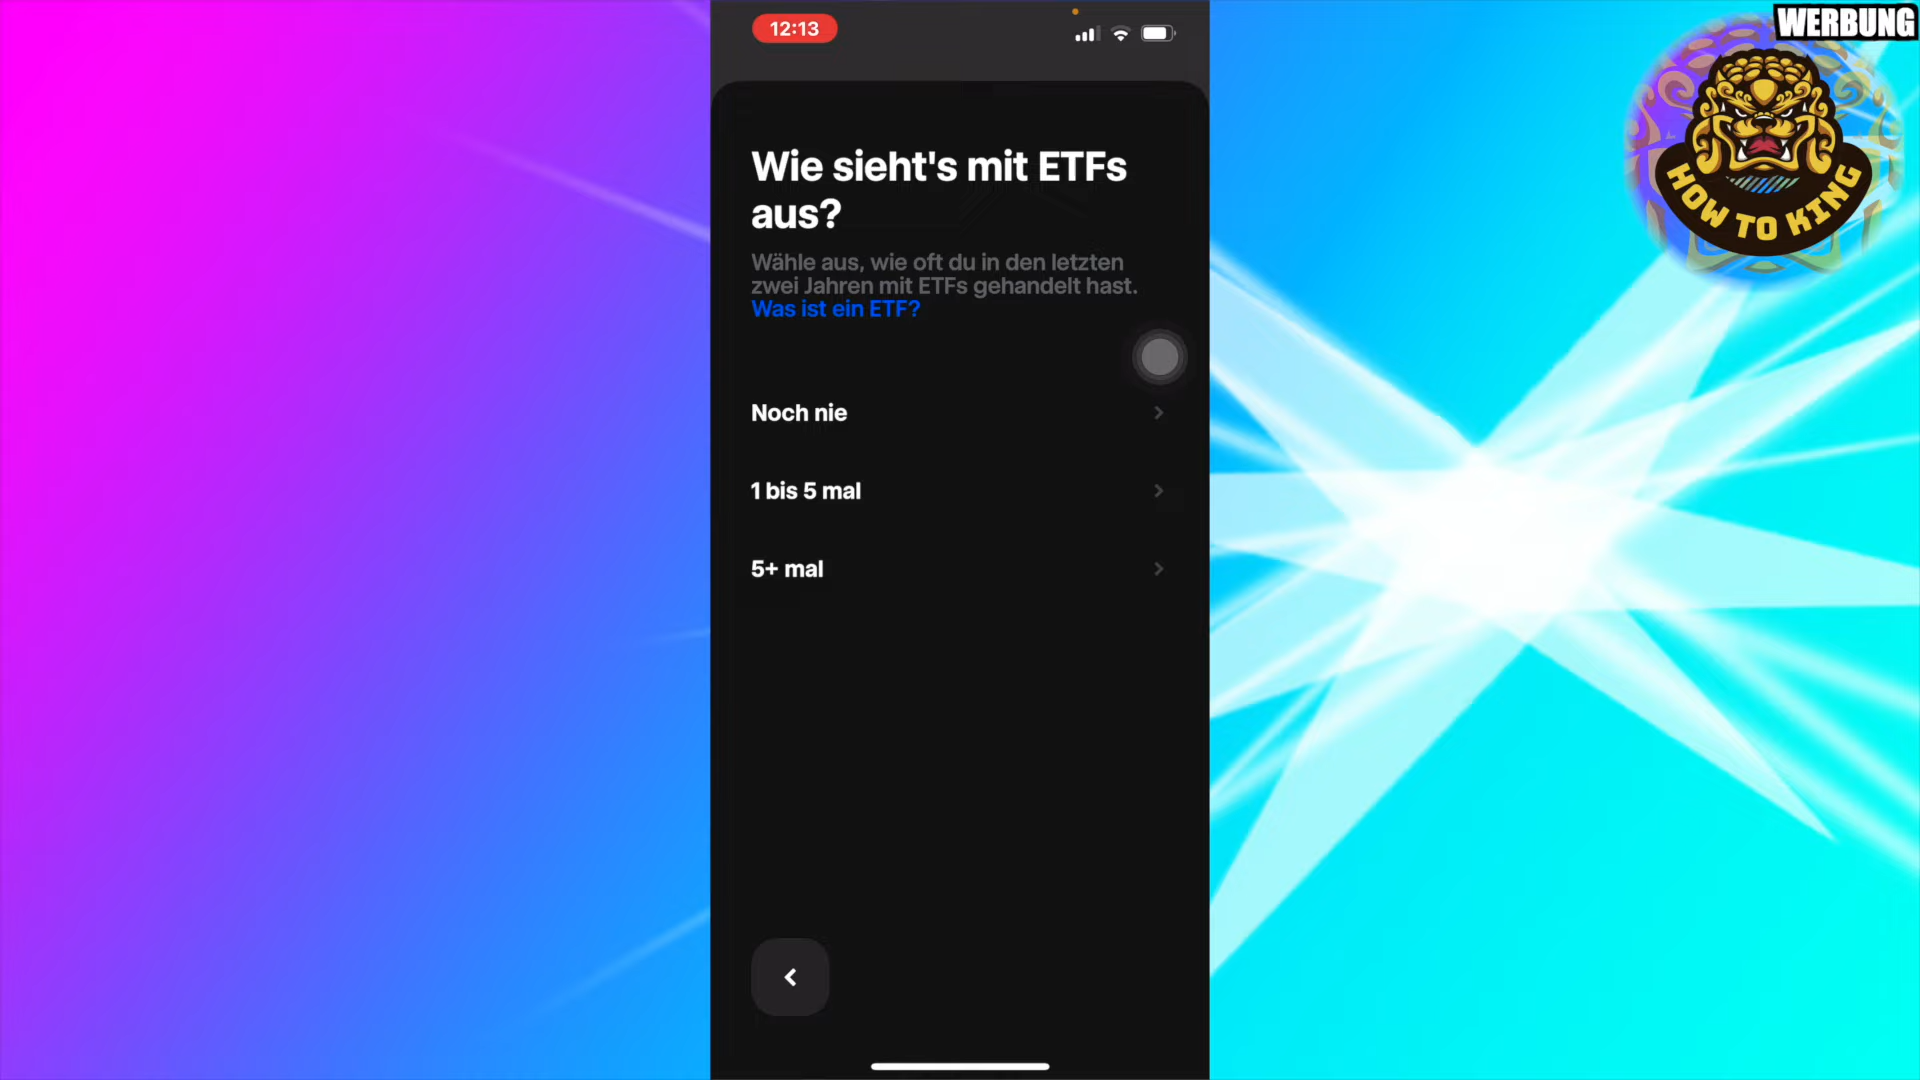 WERBUNG
12:13
HOW TO KING
Wie sieht's mit ETFs
aus?
Wähle aus, wie oft du in den letzten
zwei Jahren mit ETFs gehandelt hast.
Was ist ein ETF?
Noch nie
1 bis 5 mal
5+ mal